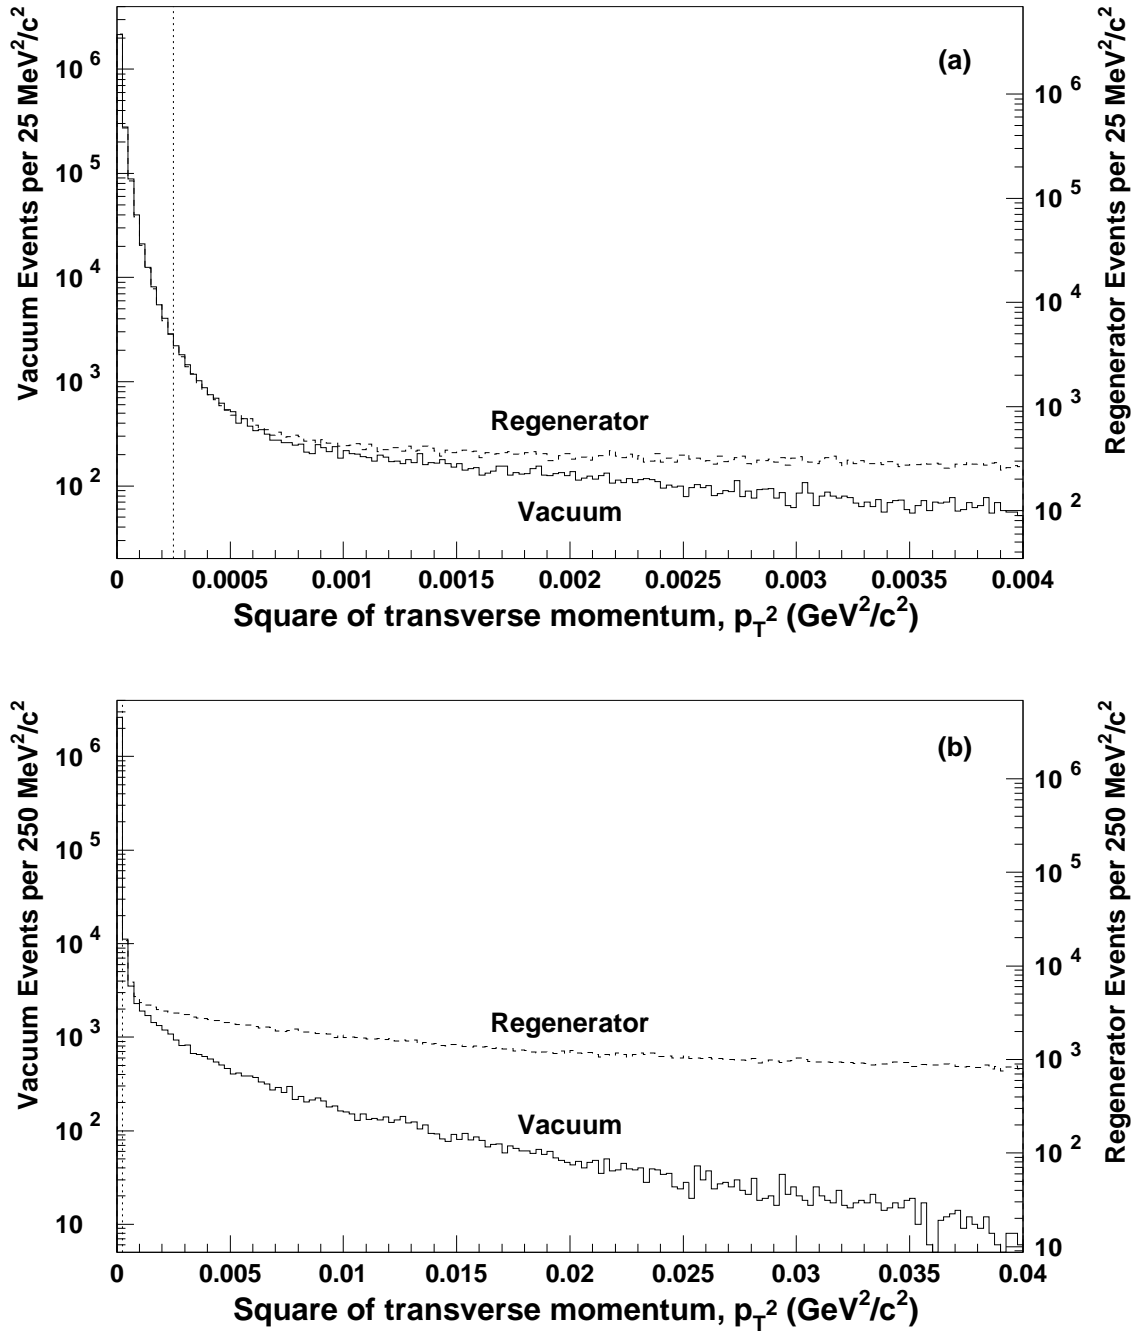 Vacuum Events per 25 MeV²/c²
Regenerator Events per 25 MeV²/c²
(a)
10⁶
10⁵
10⁴
10³
10²
10⁶
10⁵
10⁴
10³
10²
Regenerator
Vacuum
0 0.0005 0.001 0.0015 0.002 0.0025 0.003 0.0035 0.004
Square of transverse momentum, p_T² (GeV²/c²)
Vacuum Events per 250 MeV²/c²
Regenerator Events per 250 MeV²/c²
(b)
10⁶
10⁵
10⁴
10³
10²
10
10⁶
10⁵
10⁴
10³
10²
10
Regenerator
Vacuum
0 0.005 0.01 0.015 0.02 0.025 0.03 0.035 0.04
Square of transverse momentum, p_T² (GeV²/c²)